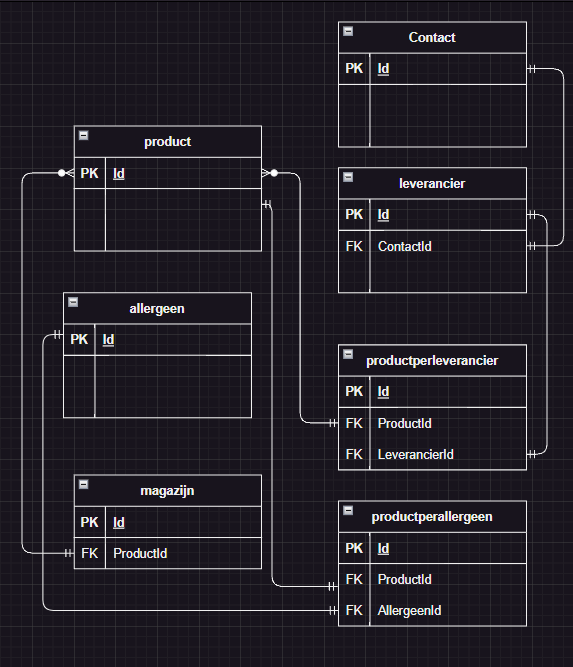 Contact
PK Id
product
PK Id
leverancier
PK Id
FK ContactId
allergeen
PK Id
productperleverancier
PK Id
FK ProductId
FK LeverancierId
magazijn
PK Id
FK ProductId
productperallergeen
PK Id
FK ProductId
FK AllergeenId